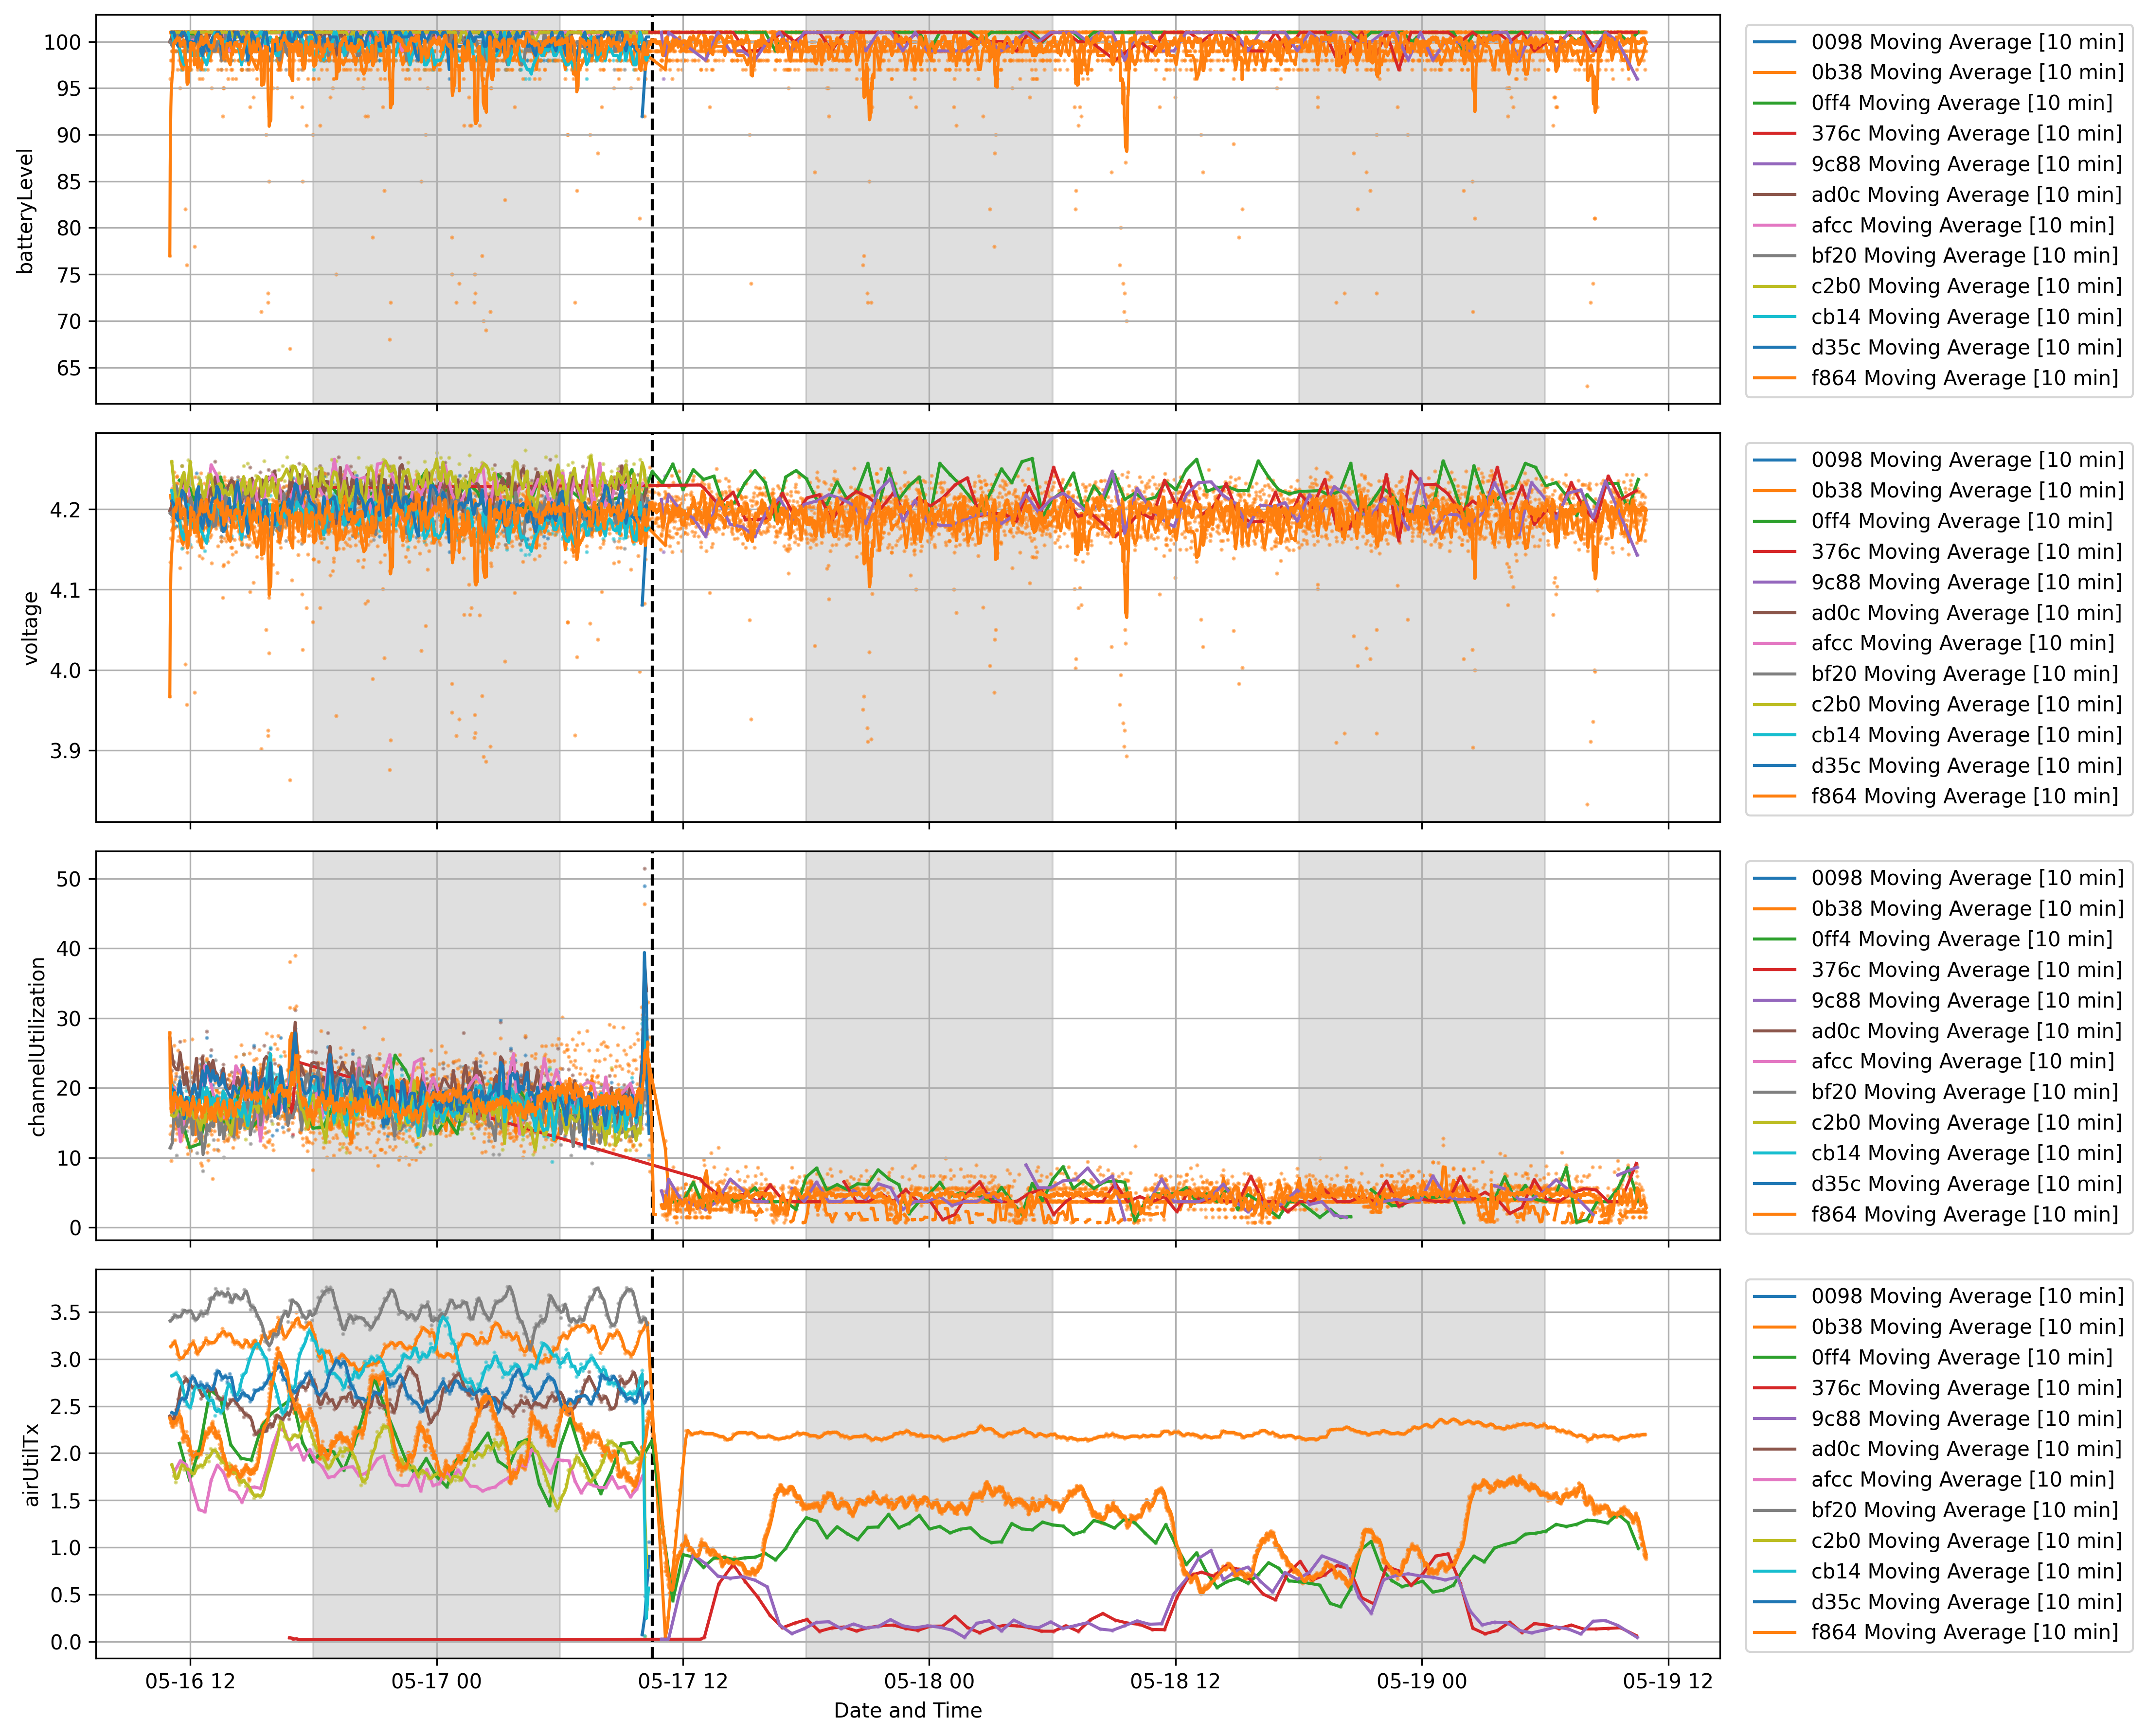 100
95
90
85
80
75
70
65
batteryLevel
0098 Moving Average [10 min]
0b38 Moving Average [10 min]
0ff4 Moving Average [10 min]
376c Moving Average [10 min]
9c88 Moving Average [10 min]
ad0c Moving Average [10 min]
afcc Moving Average [10 min]
bf20 Moving Average [10 min]
c2b0 Moving Average [10 min]
cb14 Moving Average [10 min]
d35c Moving Average [10 min]
f864 Moving Average [10 min]
4.2
4.1
4.0
3.9
voltage
0098 Moving Average [10 min]
0b38 Moving Average [10 min]
0ff4 Moving Average [10 min]
376c Moving Average [10 min]
9c88 Moving Average [10 min]
ad0c Moving Average [10 min]
afcc Moving Average [10 min]
bf20 Moving Average [10 min]
c2b0 Moving Average [10 min]
cb14 Moving Average [10 min]
d35c Moving Average [10 min]
f864 Moving Average [10 min]
50
40
30
20
10
0
channelUtilization
0098 Moving Average [10 min]
0b38 Moving Average [10 min]
0ff4 Moving Average [10 min]
376c Moving Average [10 min]
9c88 Moving Average [10 min]
ad0c Moving Average [10 min]
afcc Moving Average [10 min]
bf20 Moving Average [10 min]
c2b0 Moving Average [10 min]
cb14 Moving Average [10 min]
d35c Moving Average [10 min]
f864 Moving Average [10 min]
3.5
3.0
2.5
2.0
1.5
1.0
0.5
0.0
airUtilTx
0098 Moving Average [10 min]
0b38 Moving Average [10 min]
0ff4 Moving Average [10 min]
376c Moving Average [10 min]
9c88 Moving Average [10 min]
ad0c Moving Average [10 min]
afcc Moving Average [10 min]
bf20 Moving Average [10 min]
c2b0 Moving Average [10 min]
cb14 Moving Average [10 min]
d35c Moving Average [10 min]
f864 Moving Average [10 min]
05-16 12
05-17 00
05-17 12
05-18 00
05-18 12
05-19 00
05-19 12
Date and Time